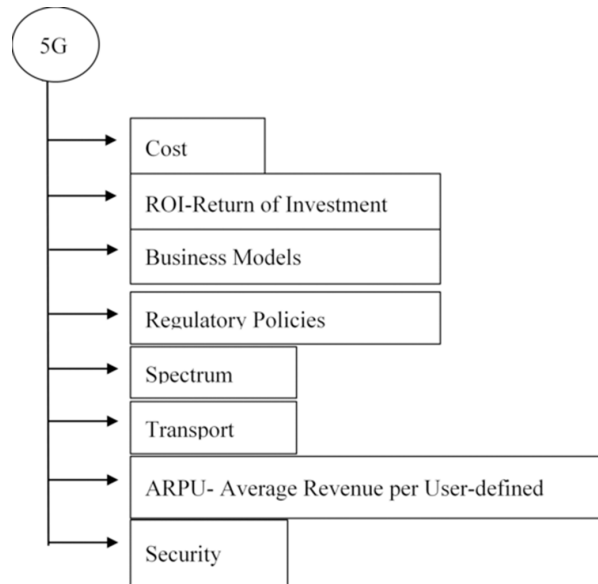 5G
Cost
ROI-Return of Investment
Business Models
Regulatory Policies
Spectrum
Transport
ARPU- Average Revenue per User-defined
Security